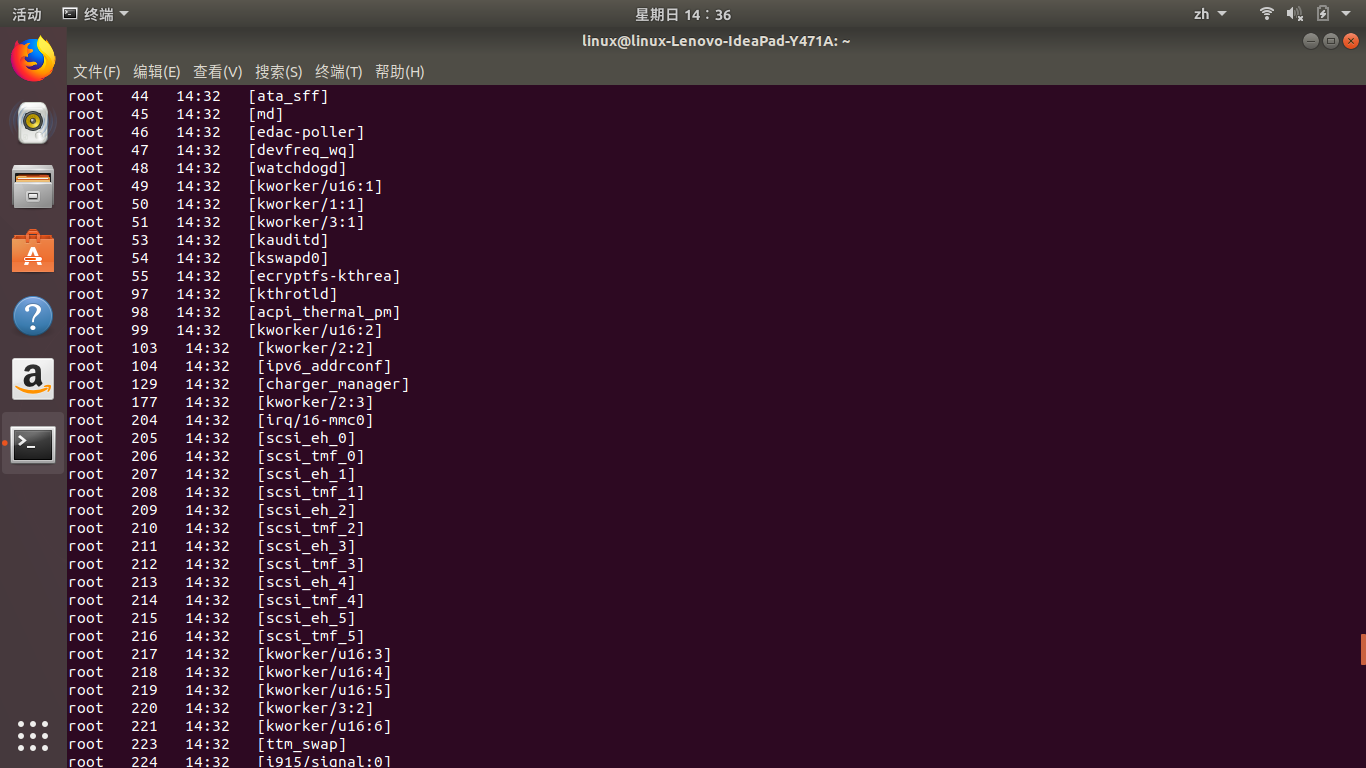 活动 终端 星期日 14：36 zh
linux@linux-Lenovo-IdeaPad-Y471A: ~
文件(F) 编辑(E) 查看(V) 搜索(S) 终端(T) 帮助(H)
root   44   14:32   [ata_sff]
root   45   14:32   [md]
root   46   14:32   [edac-poller]
root   47   14:32   [devfreq_wq]
root   48   14:32   [watchdogd]
root   49   14:32   [kworker/u16:1]
root   50   14:32   [kworker/1:1]
root   51   14:32   [kworker/3:1]
root   53   14:32   [kauditd]
root   54   14:32   [kswapd0]
root   55   14:32   [ecryptfs-kthrea]
root   97   14:32   [kthrotld]
root   98   14:32   [acpi_thermal_pm]
root   99   14:32   [kworker/u16:2]
root   103   14:32   [kworker/2:2]
root   104   14:32   [ipv6_addrconf]
root   129   14:32   [charger_manager]
root   177   14:32   [kworker/2:3]
root   204   14:32   [irq/16-mmc0]
root   205   14:32   [scsi_eh_0]
root   206   14:32   [scsi_tmf_0]
root   207   14:32   [scsi_eh_1]
root   208   14:32   [scsi_tmf_1]
root   209   14:32   [scsi_eh_2]
root   210   14:32   [scsi_tmf_2]
root   211   14:32   [scsi_eh_3]
root   212   14:32   [scsi_tmf_3]
root   213   14:32   [scsi_eh_4]
root   214   14:32   [scsi_tmf_4]
root   215   14:32   [scsi_eh_5]
root   216   14:32   [scsi_tmf_5]
root   217   14:32   [kworker/u16:3]
root   218   14:32   [kworker/u16:4]
root   219   14:32   [kworker/u16:5]
root   220   14:32   [kworker/3:2]
root   221   14:32   [kworker/u16:6]
root   223   14:32   [ttm_swap]
root   224   14:32   [i915/signal:0]